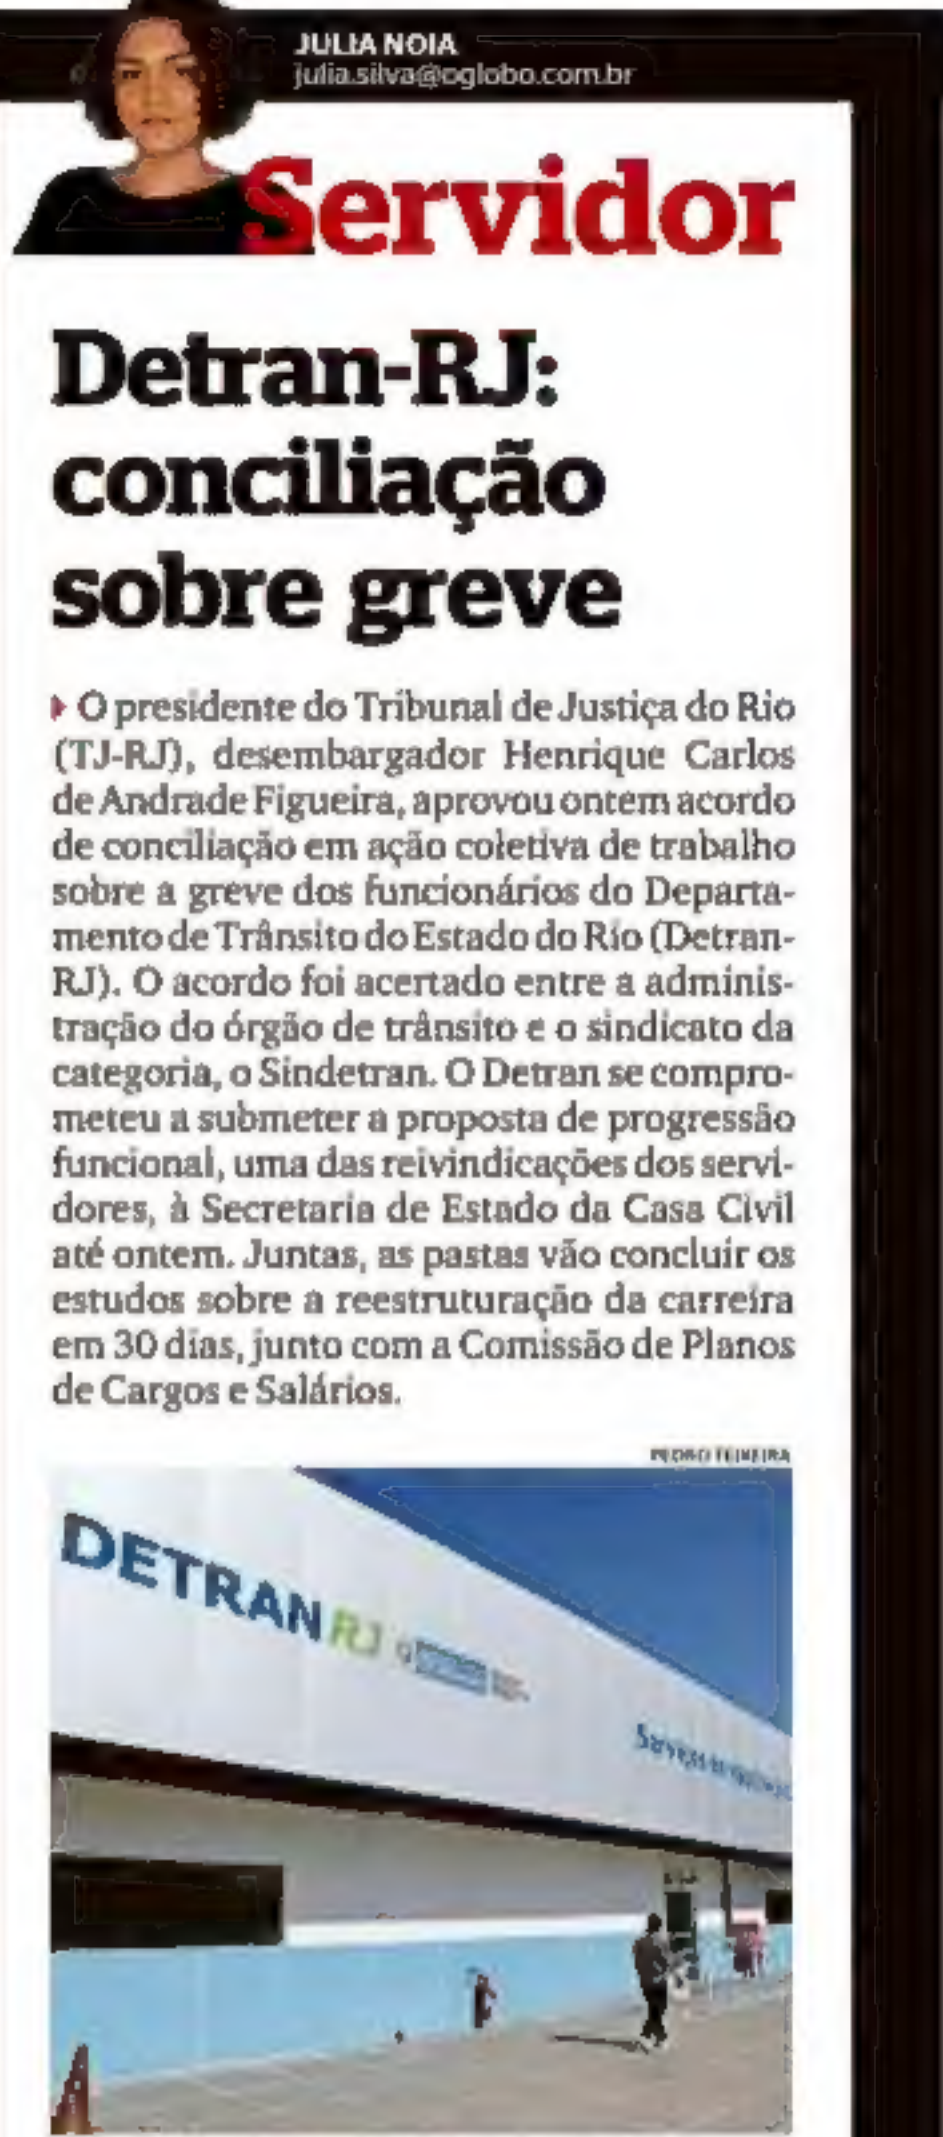 JULIA NOIA
julia.silva@oglobo.com.br
Servidor
Detran-RJ:
conciliação
sobre greve
O presidente do Tribunal de Justiça do Rio
(TJ-RJ), desembargador Henrique Carlos
de Andrade Figueira, aprovou ontem acordo
de conciliação em ação coletiva de trabalho
sobre a greve dos funcionários do Departa-
mento de Trânsito do Estado do Rio (Detran-
RJ). O acordo foi acertado entre a adminis-
tração do órgão de trânsito e o sindicato da
categoria, o Sindetran. O Detran se compro-
meteu a submeter a proposta de progressão
funcional, uma das reivindicações dos servi-
dores, à Secretaria de Estado da Casa Civil
até ontem. Juntas, as pastas vão concluir os
estudos sobre a reestruturação da carreira
em 30 dias, junto com a Comissão de Planos
de Cargos e Salários.
PEDRO TEIXEIRA
DETRAN RJ